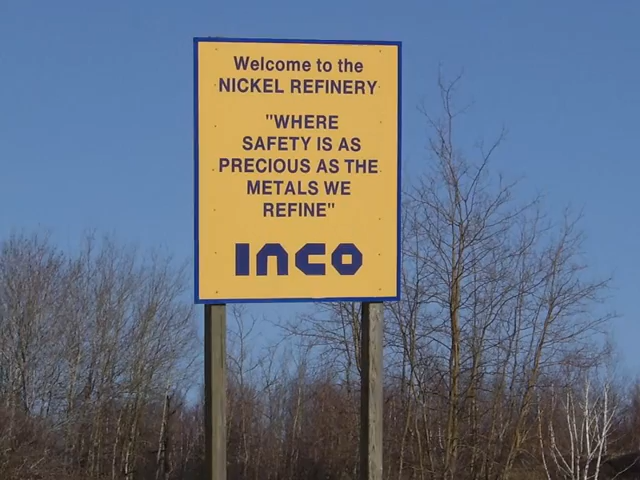 Welcome to the
NICKEL REFINERY
"WHERE
SAFETY IS AS
PRECIOUS AS THE
METALS WE
REFINE"
INCO